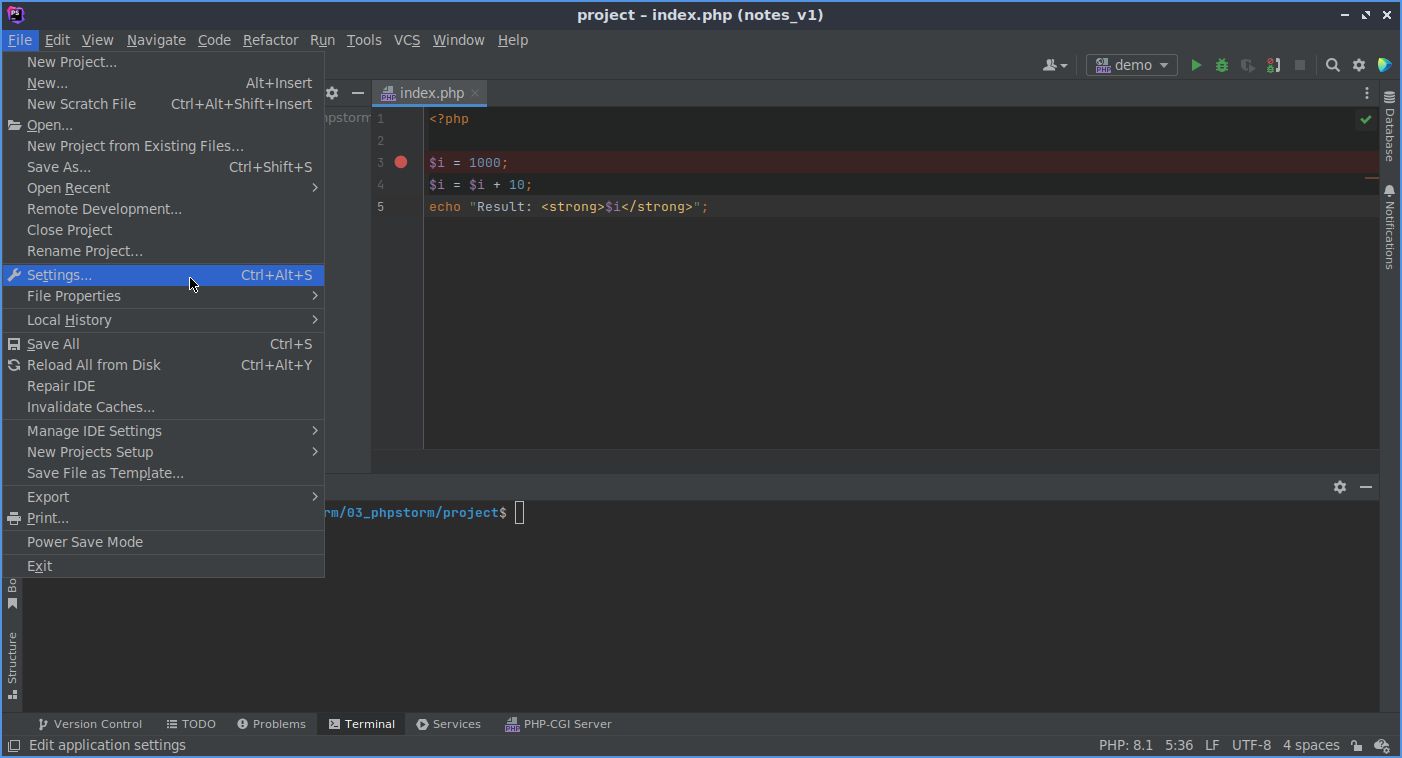 PS
project – index.php (notes_v1)
File Edit View Navigate Code Refactor Run Tools VCS Window Help
demo
New Project...
New... Alt+Insert
New Scratch File Ctrl+Alt+Shift+Insert
Open...
New Project from Existing Files...
Save As... Ctrl+Shift+S
Open Recent
Remote Development...
Close Project
Rename Project...
Settings... Ctrl+Alt+S
File Properties
Local History
Save All Ctrl+S
Reload All from Disk Ctrl+Alt+Y
Repair IDE
Invalidate Caches...
Manage IDE Settings
New Projects Setup
Save File as Template...
Export
Print...
Power Save Mode
Exit
index.php
1 <?php
2
3 $i = 1000;
4 $i = $i + 10;
5 echo "Result: <strong>$i</strong>";
Database
Notifications
rm/03_phpstorm/project$
Bo
Structure
Version Control TODO Problems Terminal Services PHP-CGI Server
Edit application settings PHP: 8.1 5:36 LF UTF-8 4 spaces